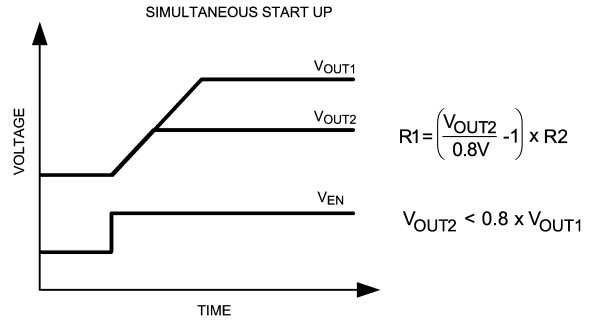 SIMULTANEOUS START UP
VOLTAGE
VOUT1
VOUT2
VEN
TIME
R1=(VOUT2/0.8V -1) x R2
VOUT2 < 0.8 x VOUT1